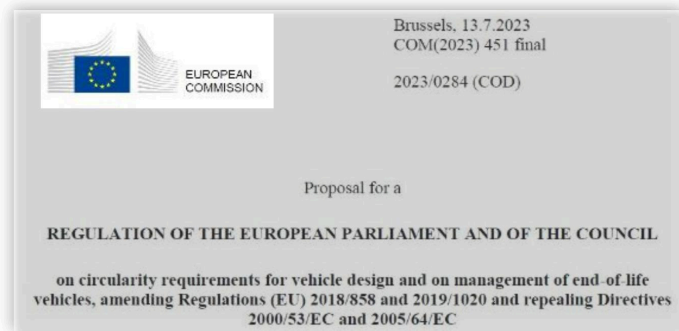 EUROPEAN
COMMISSION
Brussels, 13.7.2023
COM(2023) 451 final
2023/0284 (COD)
Proposal for a
REGULATION OF THE EUROPEAN PARLIAMENT AND OF THE COUNCIL
on circularity requirements for vehicle design and on management of end-of-life
vehicles, amending Regulations (EU) 2018/858 and 2019/1020 and repealing Directives
2000/53/EC and 2005/64/EC